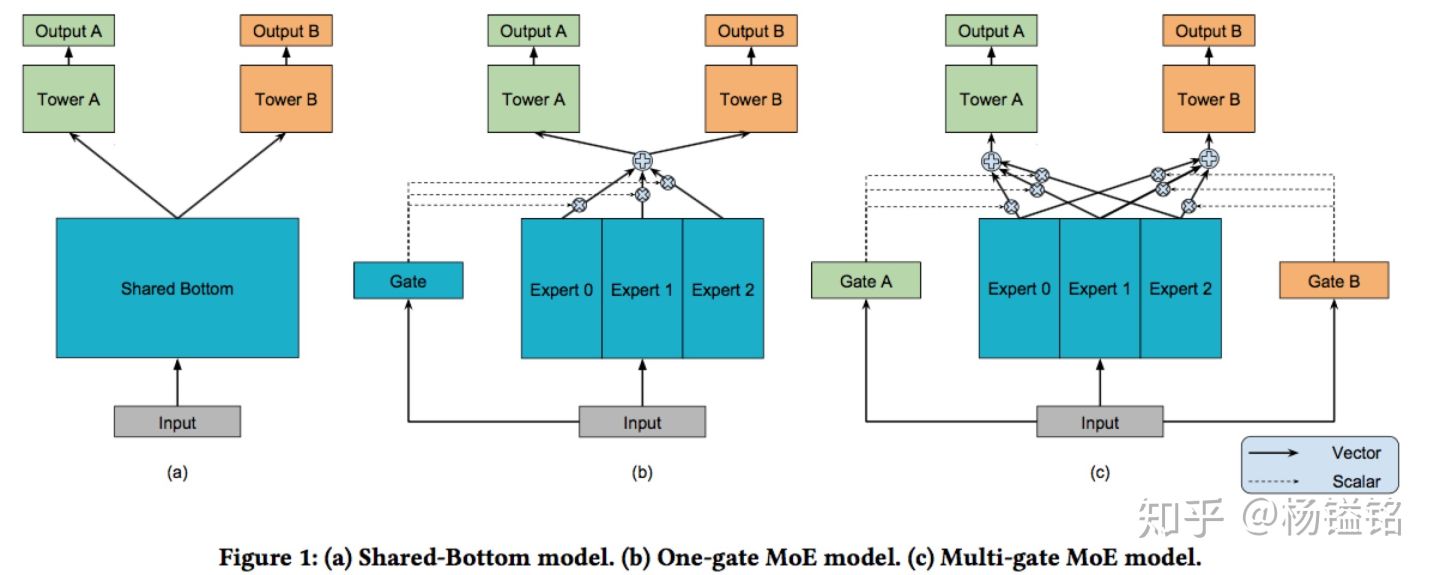 Output A
Output B
Tower A
Tower B
Shared Bottom
Input
(a)
Output A
Output B
Tower A
Tower B
Gate
Expert 0
Expert 1
Expert 2
Input
(b)
Output A
Output B
Tower A
Tower B
Gate A
Expert 0
Expert 1
Expert 2
Gate B
Input
(c)
Vector
Scalar
知乎 @杨镒铭
Figure 1: (a) Shared-Bottom model. (b) One-gate MoE model. (c) Multi-gate MoE model.